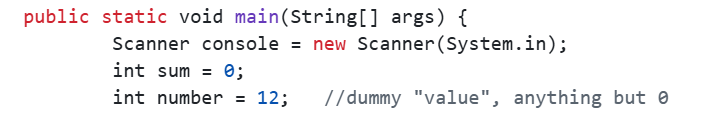 public static void main(String[] args) {
Scanner console = new Scanner(System.in);
int sum = 0;
int number = 12;   //dummy "value", anything but 0